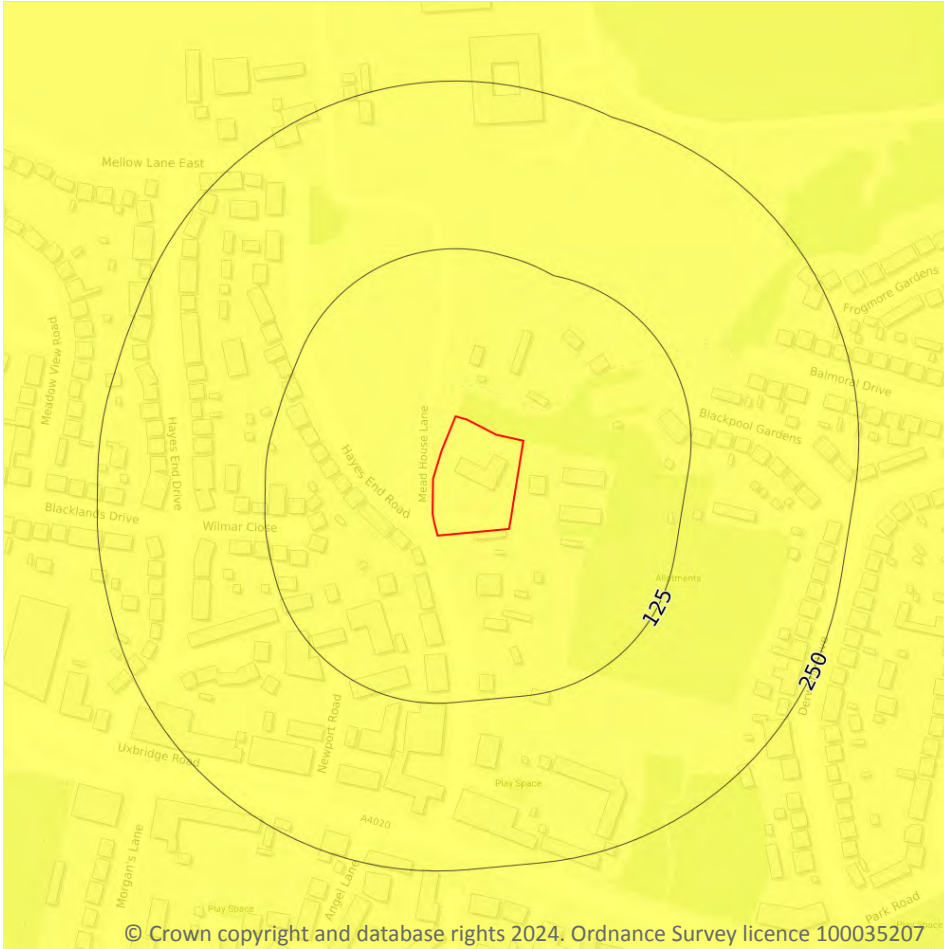 Mellow Lane East
Frogmore Gardens
Meadow View Road
Balmoral Drive
Blackpool Gardens
Hayes End Drive
Mead House Lane
Hayes End Road
Blacklands Drive
Wilmar Close
Allotments
125
250
Newport Road
Uxbridge Road
Play Space
A4020
Morgan's Lane
Angel Lane
Play Space
Park Road
Play Space
© Crown copyright and database rights 2024. Ordnance Survey licence 100035207